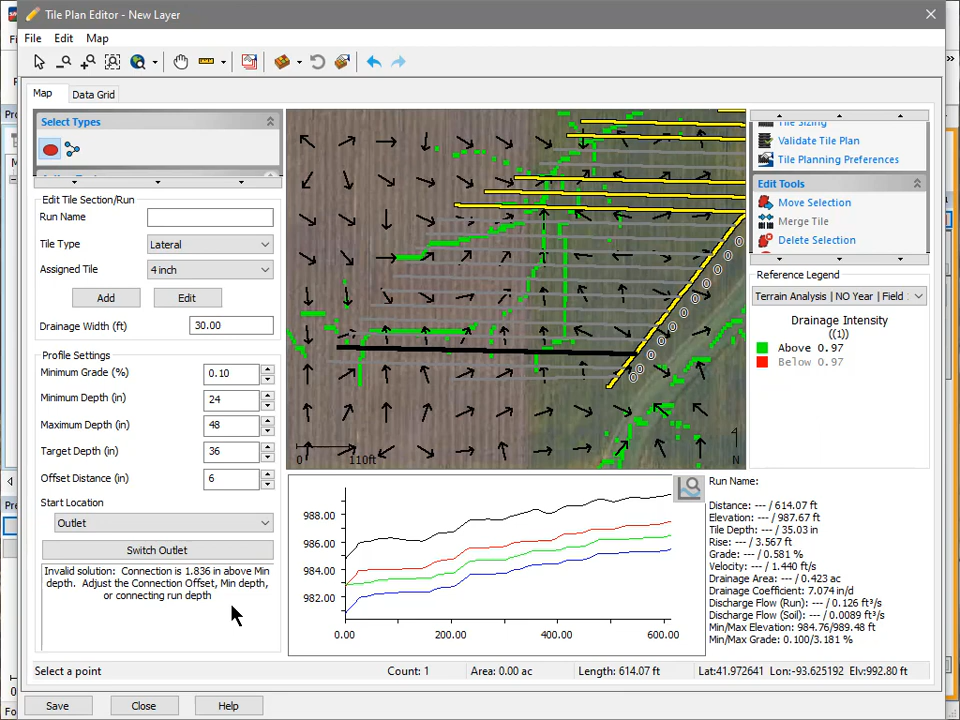 Tile Plan Editor - New Layer
File Edit Map
Map Data Grid
Select Types
Edit Tile Section/Run
Run Name
Tile Type Lateral
Assigned Tile 4 inch
Add Edit
Drainage Width (ft) 30.00
Profile Settings
Minimum Grade (%) 0.10
Minimum Depth (in) 24
Maximum Depth (in) 48
Target Depth (in) 36
Offset Distance (in) 6
Start Location
Outlet
Switch Outlet
Invalid solution: Connection is 1.836 in above Min
depth. Adjust the Connection Offset, Min depth,
or connecting run depth
0 110ft N
988.00
986.00
984.00
982.00
0.00 200.00 400.00 600.00
Validate Tile Plan
Tile Planning Preferences
Edit Tools
Move Selection
Merge Tile
Delete Selection
Reference Legend
Terrain Analysis | NO Year | Field
Drainage Intensity
((1))
Above 0.97
Below 0.97
Run Name:
Distance: --- / 614.07 ft
Elevation: --- / 987.67 ft
Tile Depth: --- / 35.03 in
Rise: --- / 3.567 ft
Grade: --- / 0.581 %
Velocity: --- / 1.440 ft/s
Drainage Area: --- / 0.423 ac
Drainage Coefficient: 7.074 in/d
Discharge Flow (Run): --- / 0.126 ft³/s
Discharge Flow (Soil): --- / 0.0089 ft³/s
Min/Max Elevation: 984.76/989.48 ft
Min/Max Grade: 0.100/3.181 %
Select a point Count: 1 Area: 0.00 ac Length: 614.07 ft Lat:41.972641 Lon:-93.625192 Elv:992.80 ft
Save Close Help